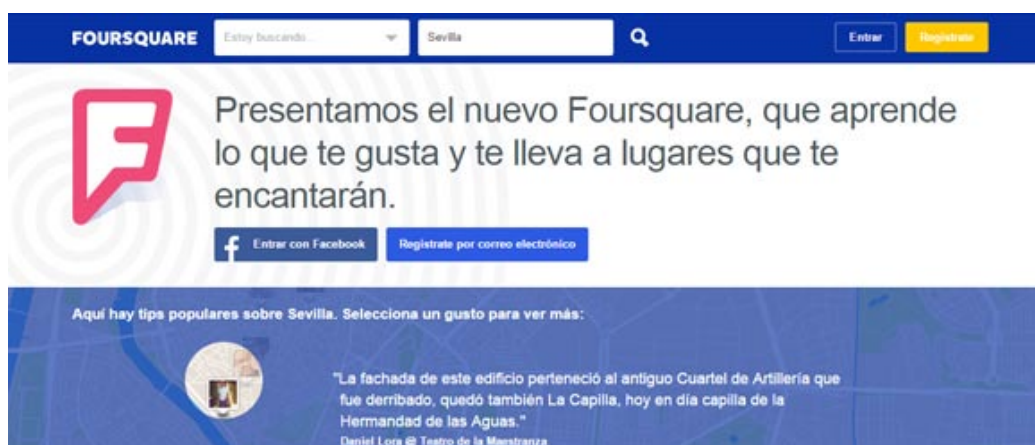 FOURSQUARE
Estoy buscando...
Sevilla
Entrar
Regístrate
Presentamos el nuevo Foursquare, que aprende
lo que te gusta y te lleva a lugares que te
encantarán.
Entrar con Facebook
Regístrate por correo electrónico
Aquí hay tips populares sobre Sevilla. Selecciona un gusto para ver más:
"La fachada de este edificio perteneció al antiguo Cuartel de Artillería que
fue derribado, quedó también La Capilla, hoy en día capilla de la
Hermandad de las Aguas."
Daniel Lora @ Teatro de la Maestranza